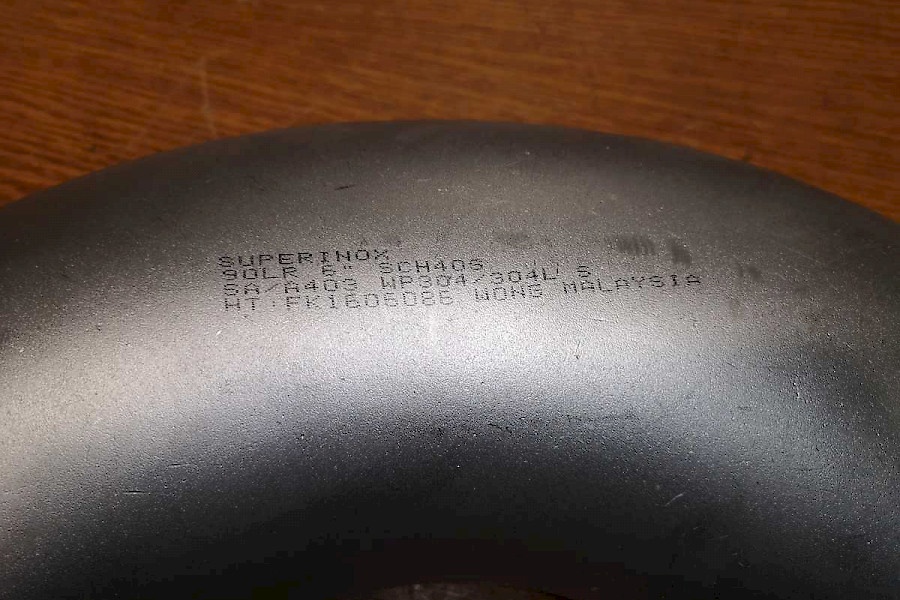 SUPERINOX
90LR 6" SCH40S
SA/A403 WP304/304L S
HT: FK1606086 WONG MALAYSIA